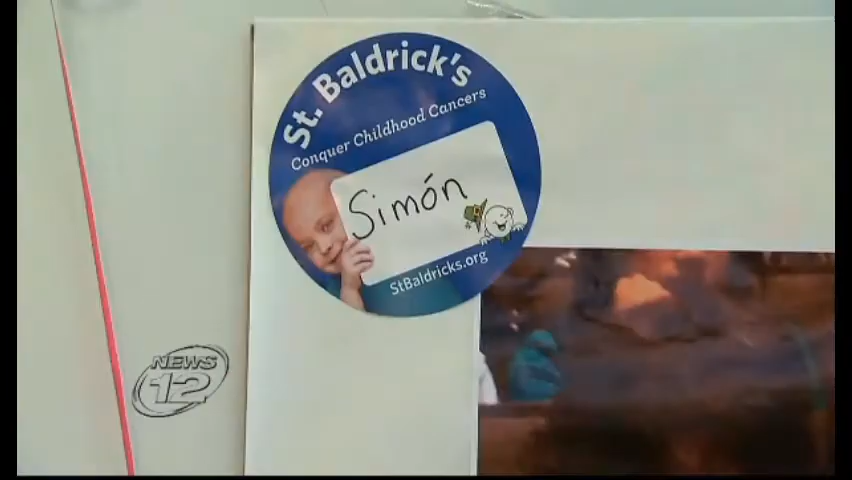 St. Baldrick's
Conquer Childhood Cancers
Simón
StBaldricks.org
NEWS
12